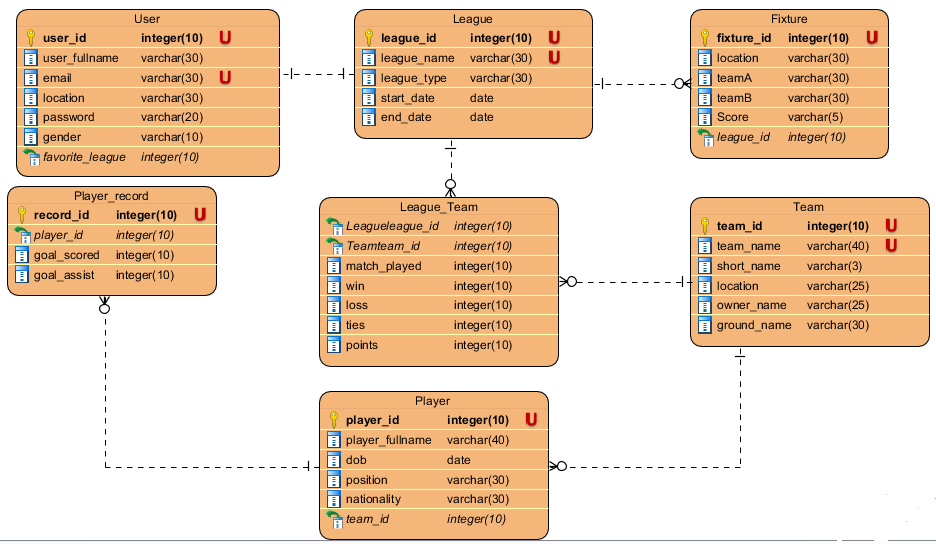 User
user_id integer(10) U
user_fullname varchar(30)
email varchar(30) U
location varchar(30)
password varchar(20)
gender varchar(10)
favorite_league integer(10)
League
league_id integer(10) U
league_name varchar(30) U
league_type varchar(30)
start_date date
end_date date
Fixture
fixture_id integer(10) U
location varchar(30)
teamA varchar(30)
teamB varchar(30)
Score varchar(5)
league_id integer(10)
Player_record
record_id integer(10) U
player_id integer(10)
goal_scored integer(10)
goal_assist integer(10)
League_Team
Leagueleague_id integer(10)
Teamteam_id integer(10)
match_played integer(10)
win integer(10)
loss integer(10)
ties integer(10)
points integer(10)
Team
team_id integer(10) U
team_name varchar(40) U
short_name varchar(3)
location varchar(25)
owner_name varchar(25)
ground_name varchar(30)
Player
player_id integer(10) U
player_fullname varchar(40)
dob date
position varchar(30)
nationality varchar(30)
team_id integer(10)